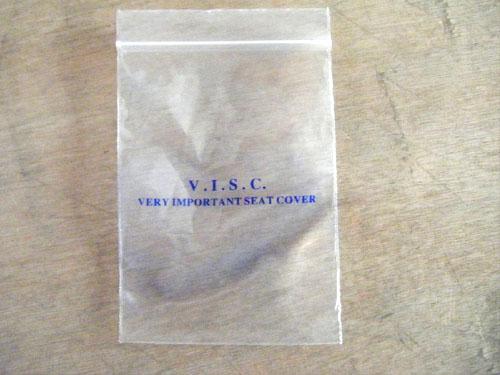 V.I.S.C.
VERY IMPORTANT SEAT COVER